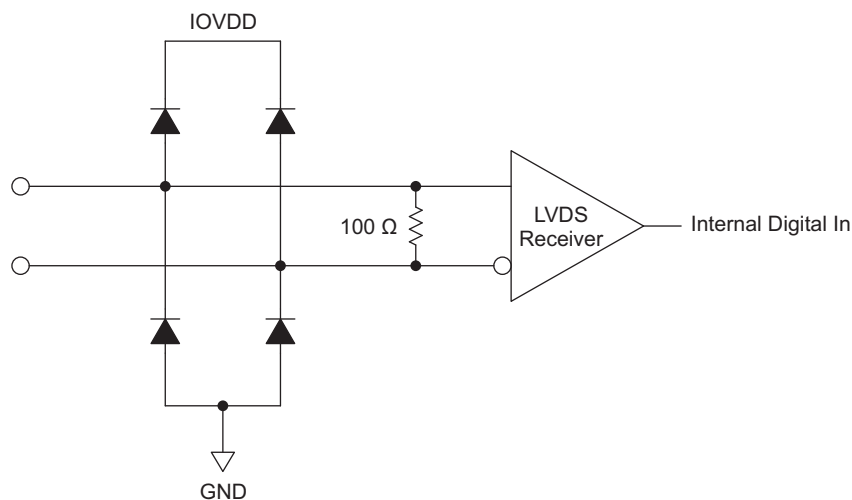 IOVDD
100 Ω
LVDS
Receiver
Internal Digital In
GND